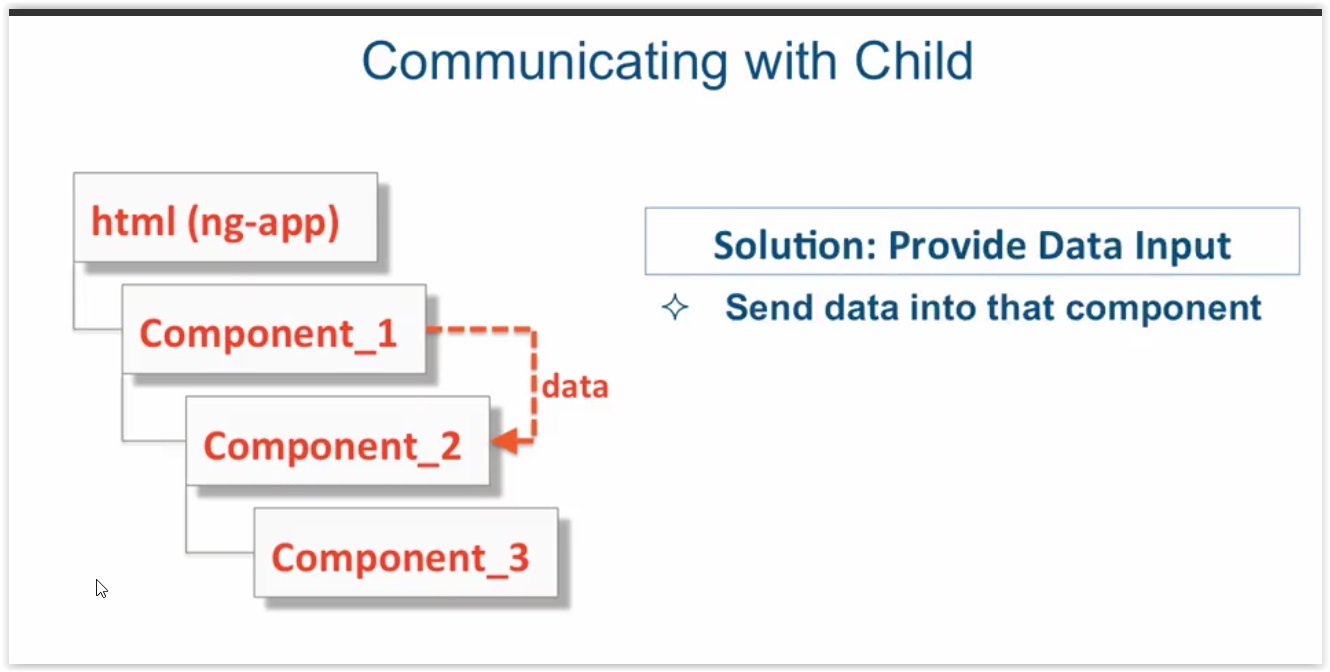 Communicating with Child
html (ng-app)
Component_1
data
Component_2
Component_3
Solution: Provide Data Input
Send data into that component